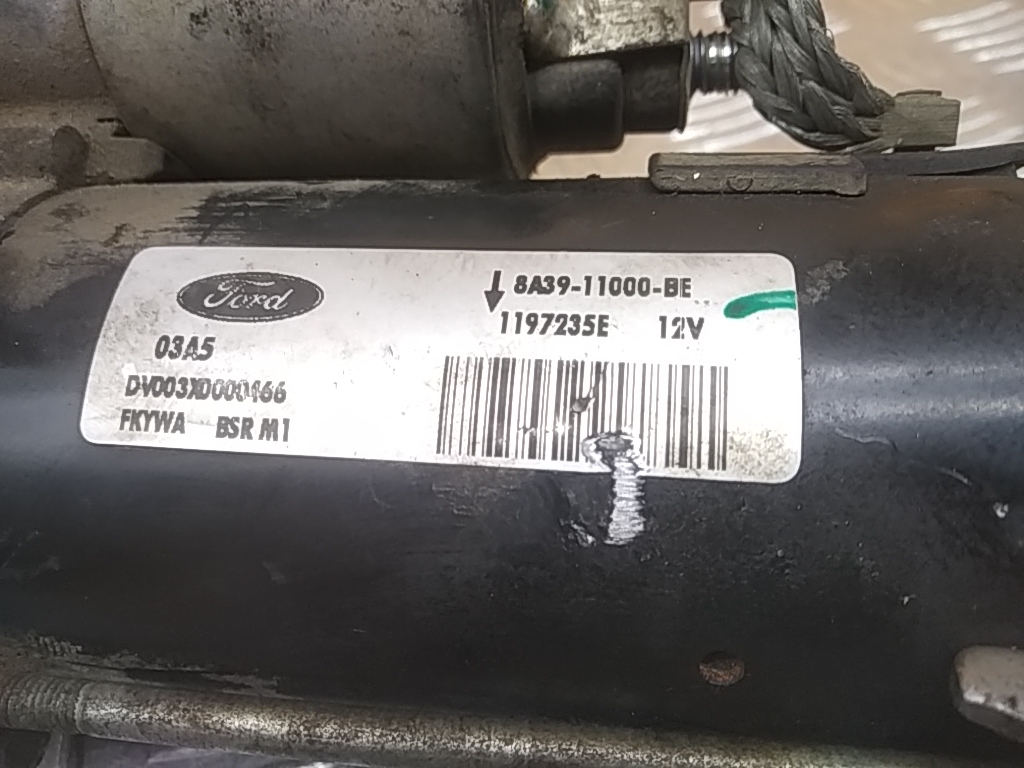 Ford
↓ 8A39-11000-BE
1197235E 12V
03A5
DV003XD000466
FKYWA BSR M1